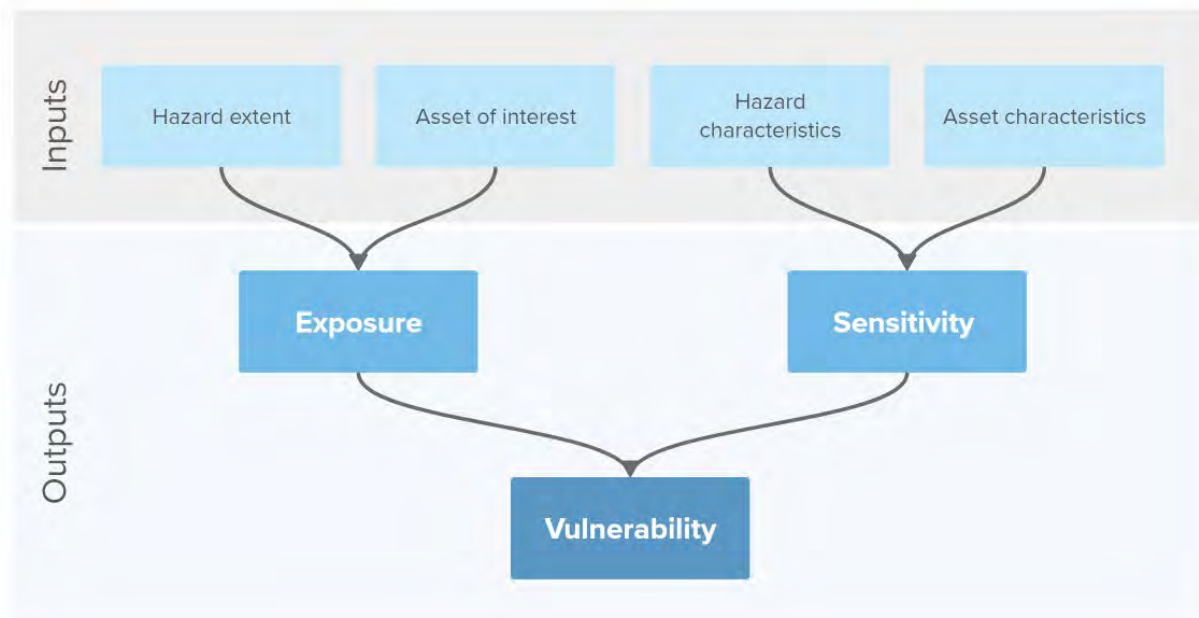 Inputs
Hazard extent
Asset of interest
Hazard
characteristics
Asset characteristics
Outputs
Exposure
Sensitivity
Vulnerability